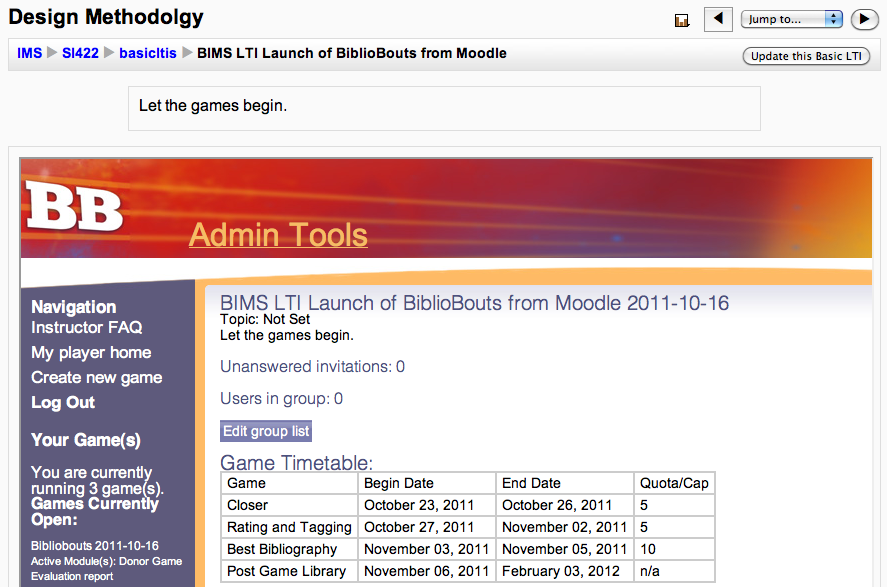 Design Methodolgy
Jump to...
IMS SI422 basicltis BIMS LTI Launch of BiblioBouts from Moodle
Update this Basic LTI
Let the games begin.
BB
Admin Tools
Navigation
Instructor FAQ
My player home
Create new game
Log Out
Your Game(s)
You are currently
running 3 game(s).
Games Currently
Open:
Bibliobouts 2011-10-16
Active Module(s): Donor Game
Evaluation report
BIMS LTI Launch of BiblioBouts from Moodle 2011-10-16
Topic: Not Set
Let the games begin.
Unanswered invitations: 0
Users in group: 0
Edit group list
Game Timetable:
Game Begin Date End Date Quota/Cap
Closer October 23, 2011 October 26, 2011 5
Rating and Tagging October 27, 2011 November 02, 2011 5
Best Bibliography November 03, 2011 November 05, 2011 10
Post Game Library November 06, 2011 February 03, 2012 n/a